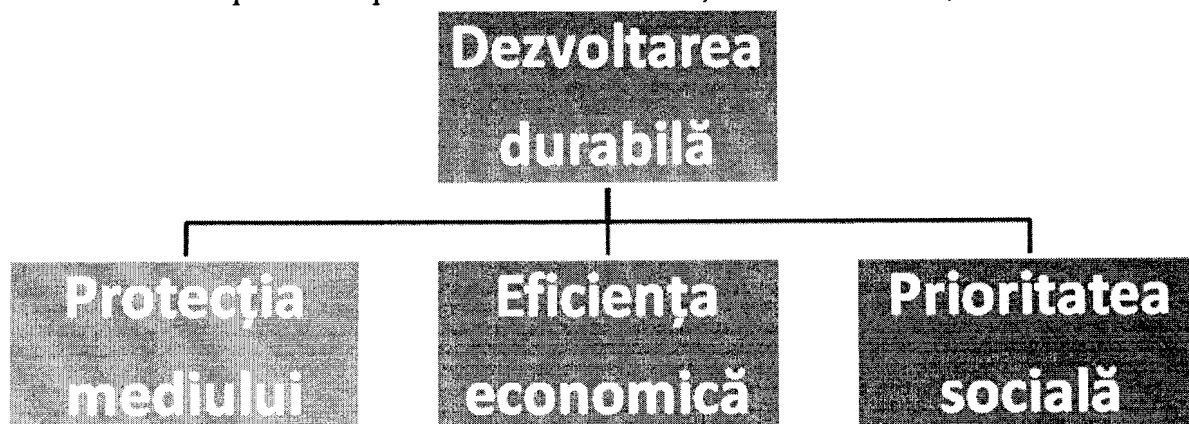 Dezvoltarea
durabilă
Protecția
mediului
Eficiența
economică
Prioritatea
socială